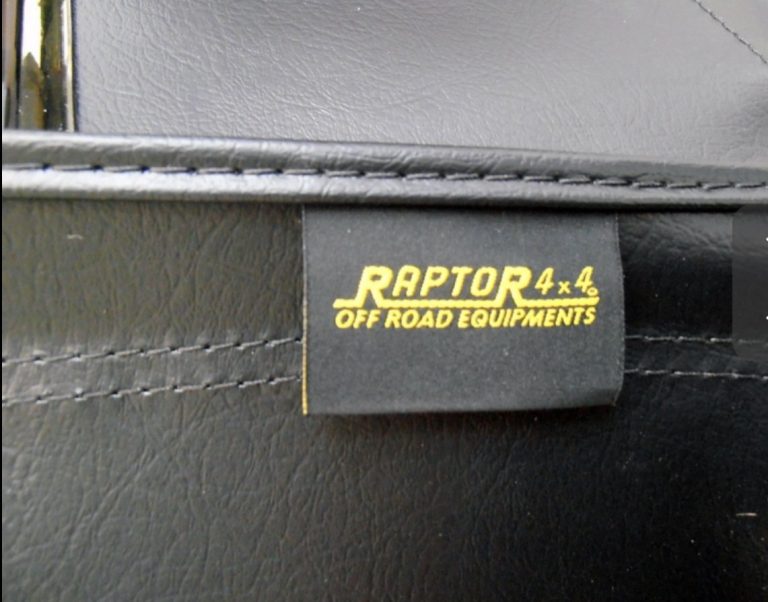 RAPTOR 4x4
OFF ROAD EQUIPMENTS